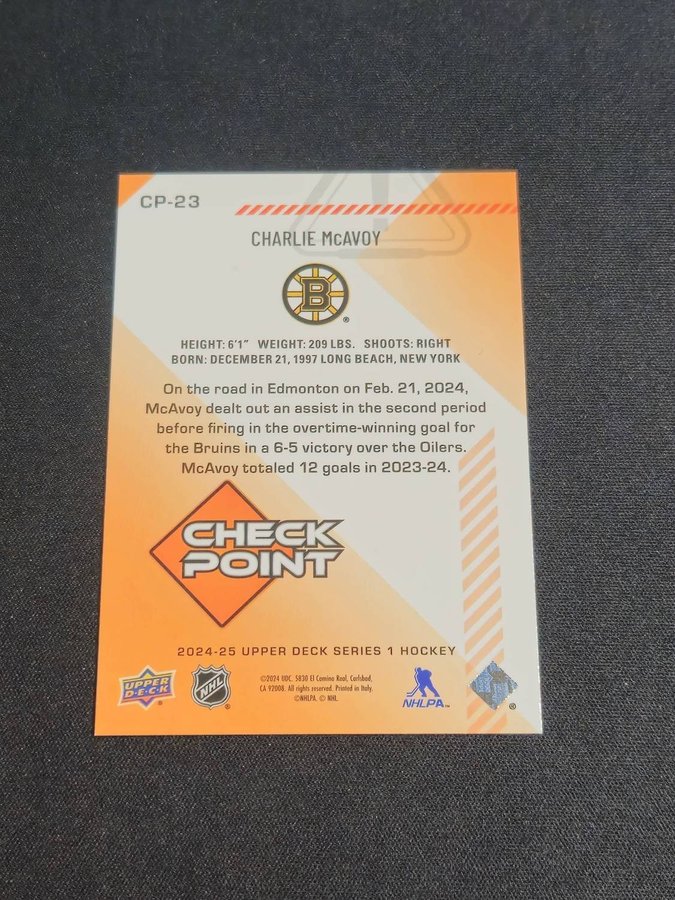 CP-23
CHARLIE McAVOY
B
®
HEIGHT: 6'1" WEIGHT: 209 LBS. SHOOTS: RIGHT
BORN: DECEMBER 21, 1997 LONG BEACH, NEW YORK
On the road in Edmonton on Feb. 21, 2024,
McAvoy dealt out an assist in the second period
before firing in the overtime-winning goal for
the Bruins in a 6-5 victory over the Oilers.
McAvoy totaled 12 goals in 2023-24.
CHECK
POINT
2024-25 UPPER DECK SERIES 1 HOCKEY
UPPER
DECK
®
NHL
®
©2024 UDC. 5830 El Camino Real, Carlsbad,
CA 92008. All rights reserved. Printed in Italy.
©NHLPA. © NHL.
NHLPA™
®